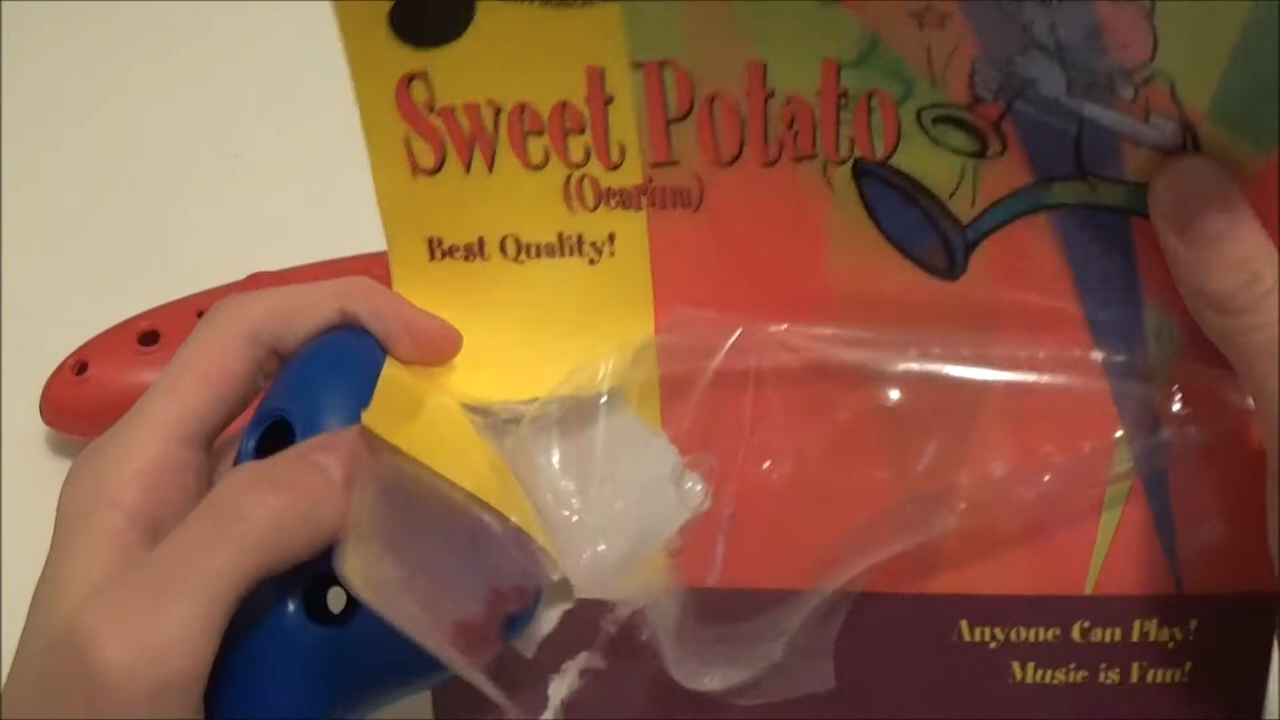 Sweet Potato
(Ocarina)
Best Quality!
Anyone Can Play!
Music is Fun!